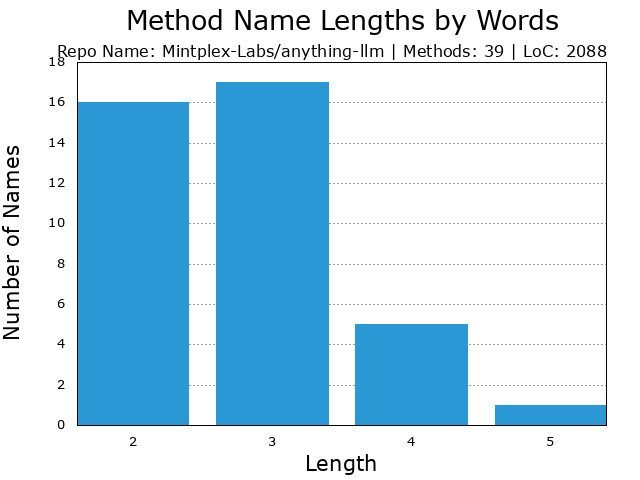 Method Name Lengths by Words
Repo Name: Mintplex-Labs/anything-llm | Methods: 39 | LoC: 2088
Number of Names
18
16
14
12
10
8
6
4
2
0
2 3 4 5
Length